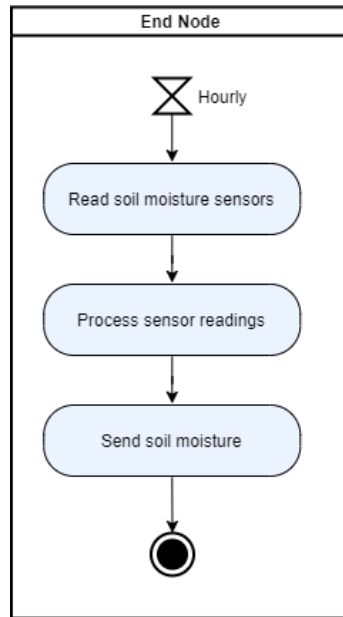 End Node
Hourly
Read soil moisture sensors
Process sensor readings
Send soil moisture